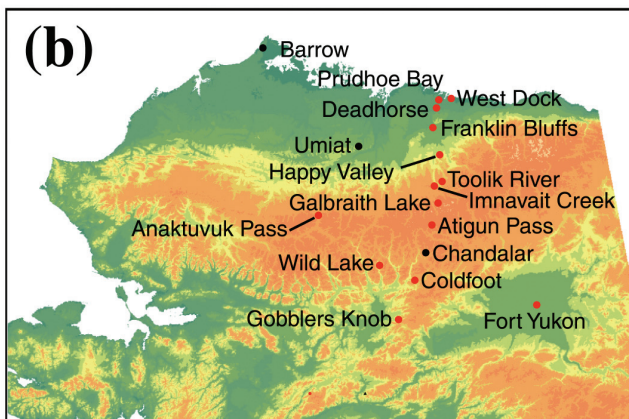 (b)
Barrow
Prudhoe Bay
West Dock
Deadhorse
Franklin Bluffs
Umiat
Happy Valley
Toolik River
Imnavait Creek
Galbraith Lake
Anaktuvuk Pass
Atigun Pass
Chandalar
Wild Lake
Coldfoot
Gobblers Knob
Fort Yukon